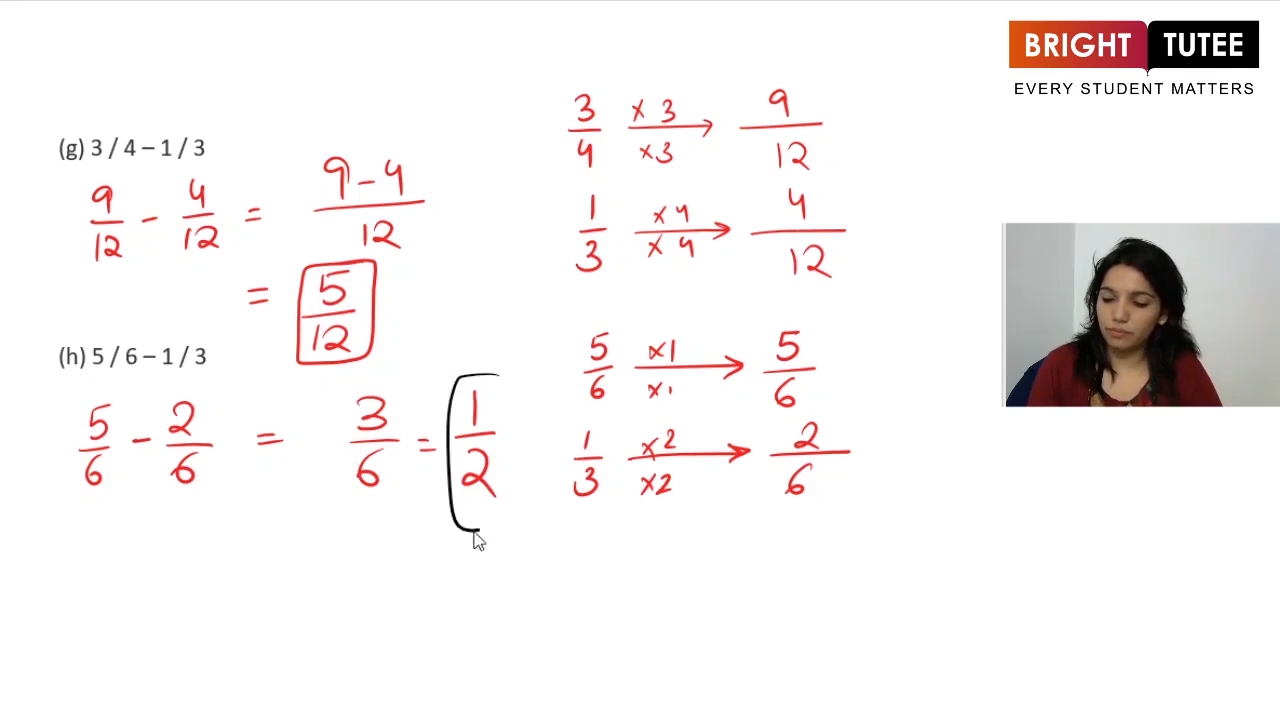 BRIGHT TUTEE
EVERY STUDENT MATTERS
(g) 3 / 4 – 1 / 3
9/12 - 4/12 = 9-4/12
= 5/12
3/4 ×3/×3 → 9/12
1/3 ×4/×4 → 4/12
(h) 5 / 6 – 1 / 3
5/6 - 2/6 = 3/6 = 1/2
5/6 ×1/×1 → 5/6
1/3 ×2/×2 → 2/6